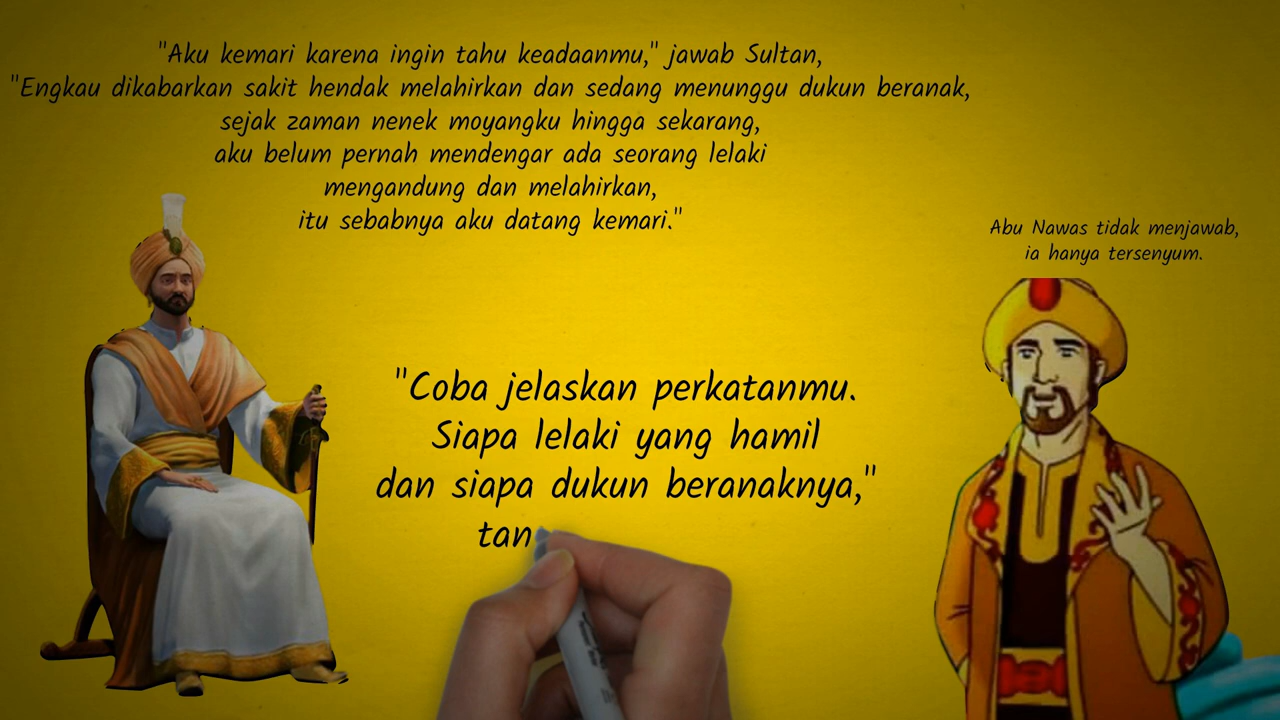 "Aku kemari karena ingin tahu keadaanmu," jawab Sultan,
"Engkau dikabarkan sakit hendak melahirkan dan sedang menunggu dukun beranak,
sejak zaman nenek moyangku hingga sekarang,
aku belum pernah mendengar ada seorang lelaki
mengandung dan melahirkan,
itu sebabnya aku datang kemari."
Abu Nawas tidak menjawab,
ia hanya tersenyum.
"Coba jelaskan perkatanmu.
Siapa lelaki yang hamil
dan siapa dukun beranaknya,"
tan